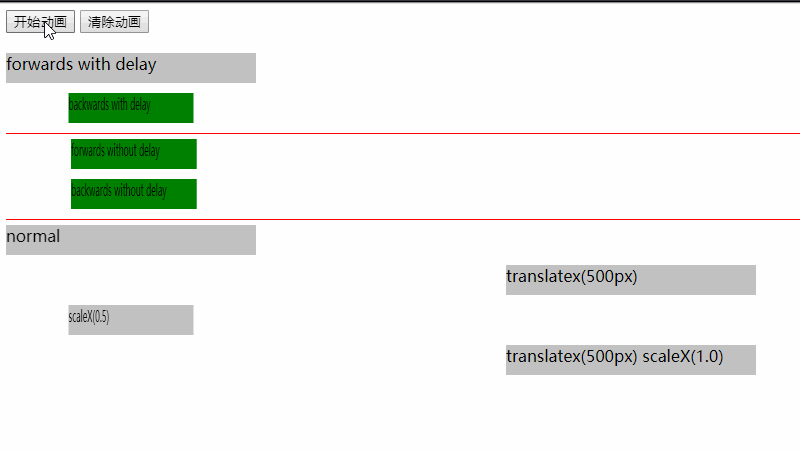 开始动画 清除动画
forwards with delay
backwards with delay
forwards without delay
backwards without delay
normal
translatex(500px)
scaleX(0.5)
translatex(500px) scaleX(1.0)